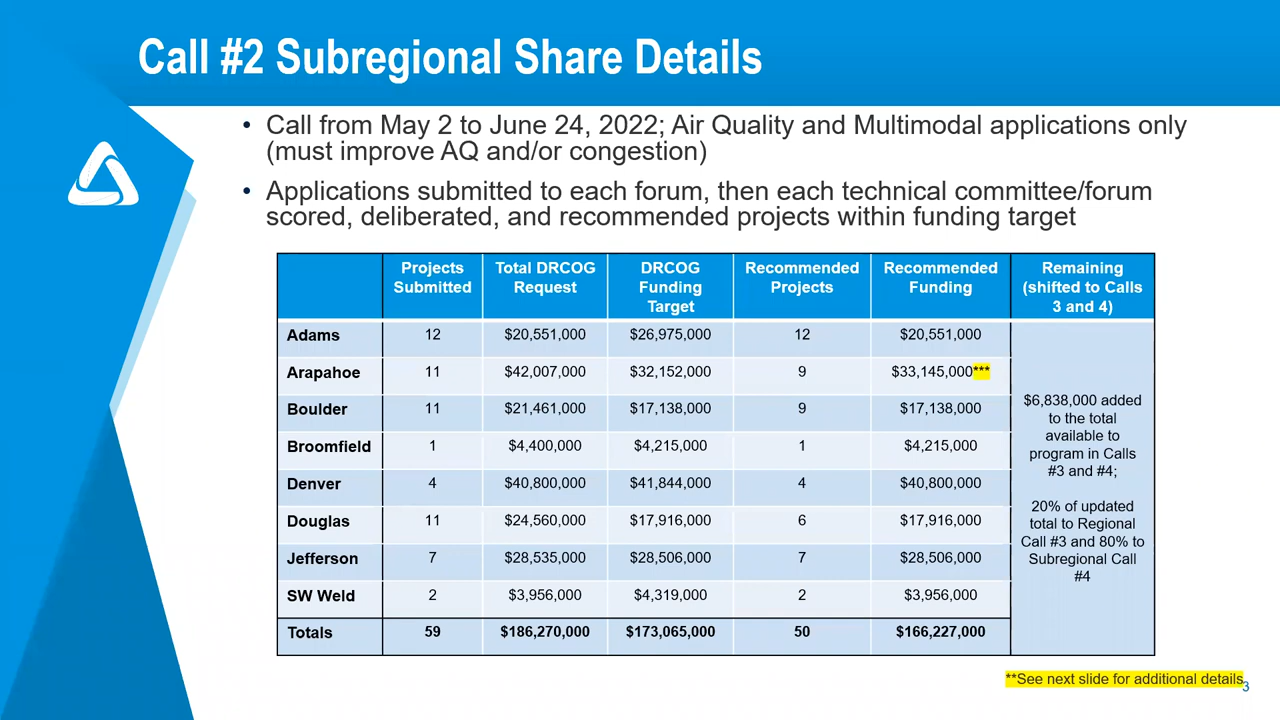 Call #2 Subregional Share Details
• Call from May 2 to June 24, 2022; Air Quality and Multimodal applications only
(must improve AQ and/or congestion)
• Applications submitted to each forum, then each technical committee/forum
scored, deliberated, and recommended projects within funding target
Projects Submitted | Total DRCOG Request | DRCOG Funding Target | Recommended Projects | Recommended Funding | Remaining (shifted to Calls 3 and 4)
Adams 12 $20,551,000 $26,975,000 12 $20,551,000
Arapahoe 11 $42,007,000 $32,152,000 9 $33,145,000***
Boulder 11 $21,461,000 $17,138,000 9 $17,138,000
Broomfield 1 $4,400,000 $4,215,000 1 $4,215,000
Denver 4 $40,800,000 $41,844,000 4 $40,800,000
Douglas 11 $24,560,000 $17,916,000 6 $17,916,000
Jefferson 7 $28,535,000 $28,506,000 7 $28,506,000
SW Weld 2 $3,956,000 $4,319,000 2 $3,956,000
Totals 59 $186,270,000 $173,065,000 50 $166,227,000
$6,838,000 added
to the total
available to
program in Calls
#3 and #4;
20% of updated
total to Regional
Call #3 and 80% to
Subregional Call
#4
**See next slide for additional details
3